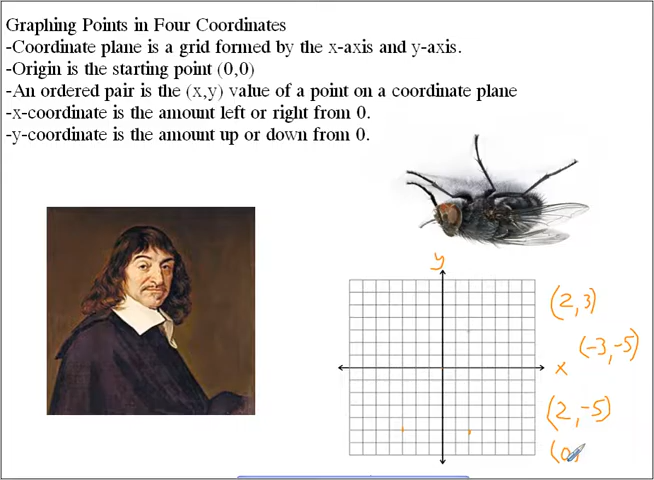 Graphing Points in Four Coordinates
-Coordinate plane is a grid formed by the x-axis and y-axis.
-Origin is the starting point (0,0)
-An ordered pair is the (x,y) value of a point on a coordinate plane
-x-coordinate is the amount left or right from 0.
-y-coordinate is the amount up or down from 0.
y
(2,3)
(-3,-5)
x
(2,-5)
(0,